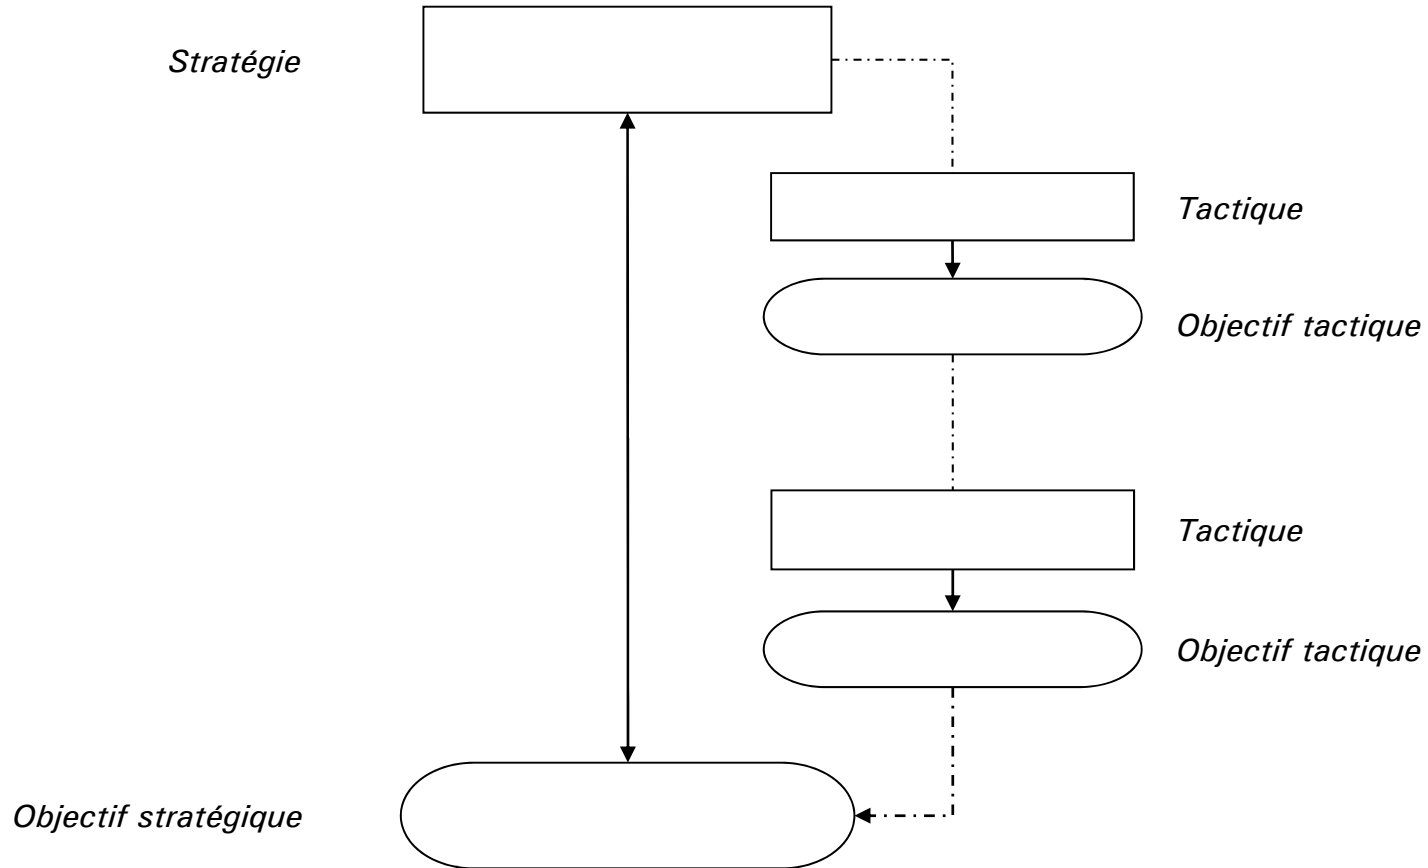 Stratégie
Tactique
Objectif tactique
Tactique
Objectif tactique
Objectif stratégique